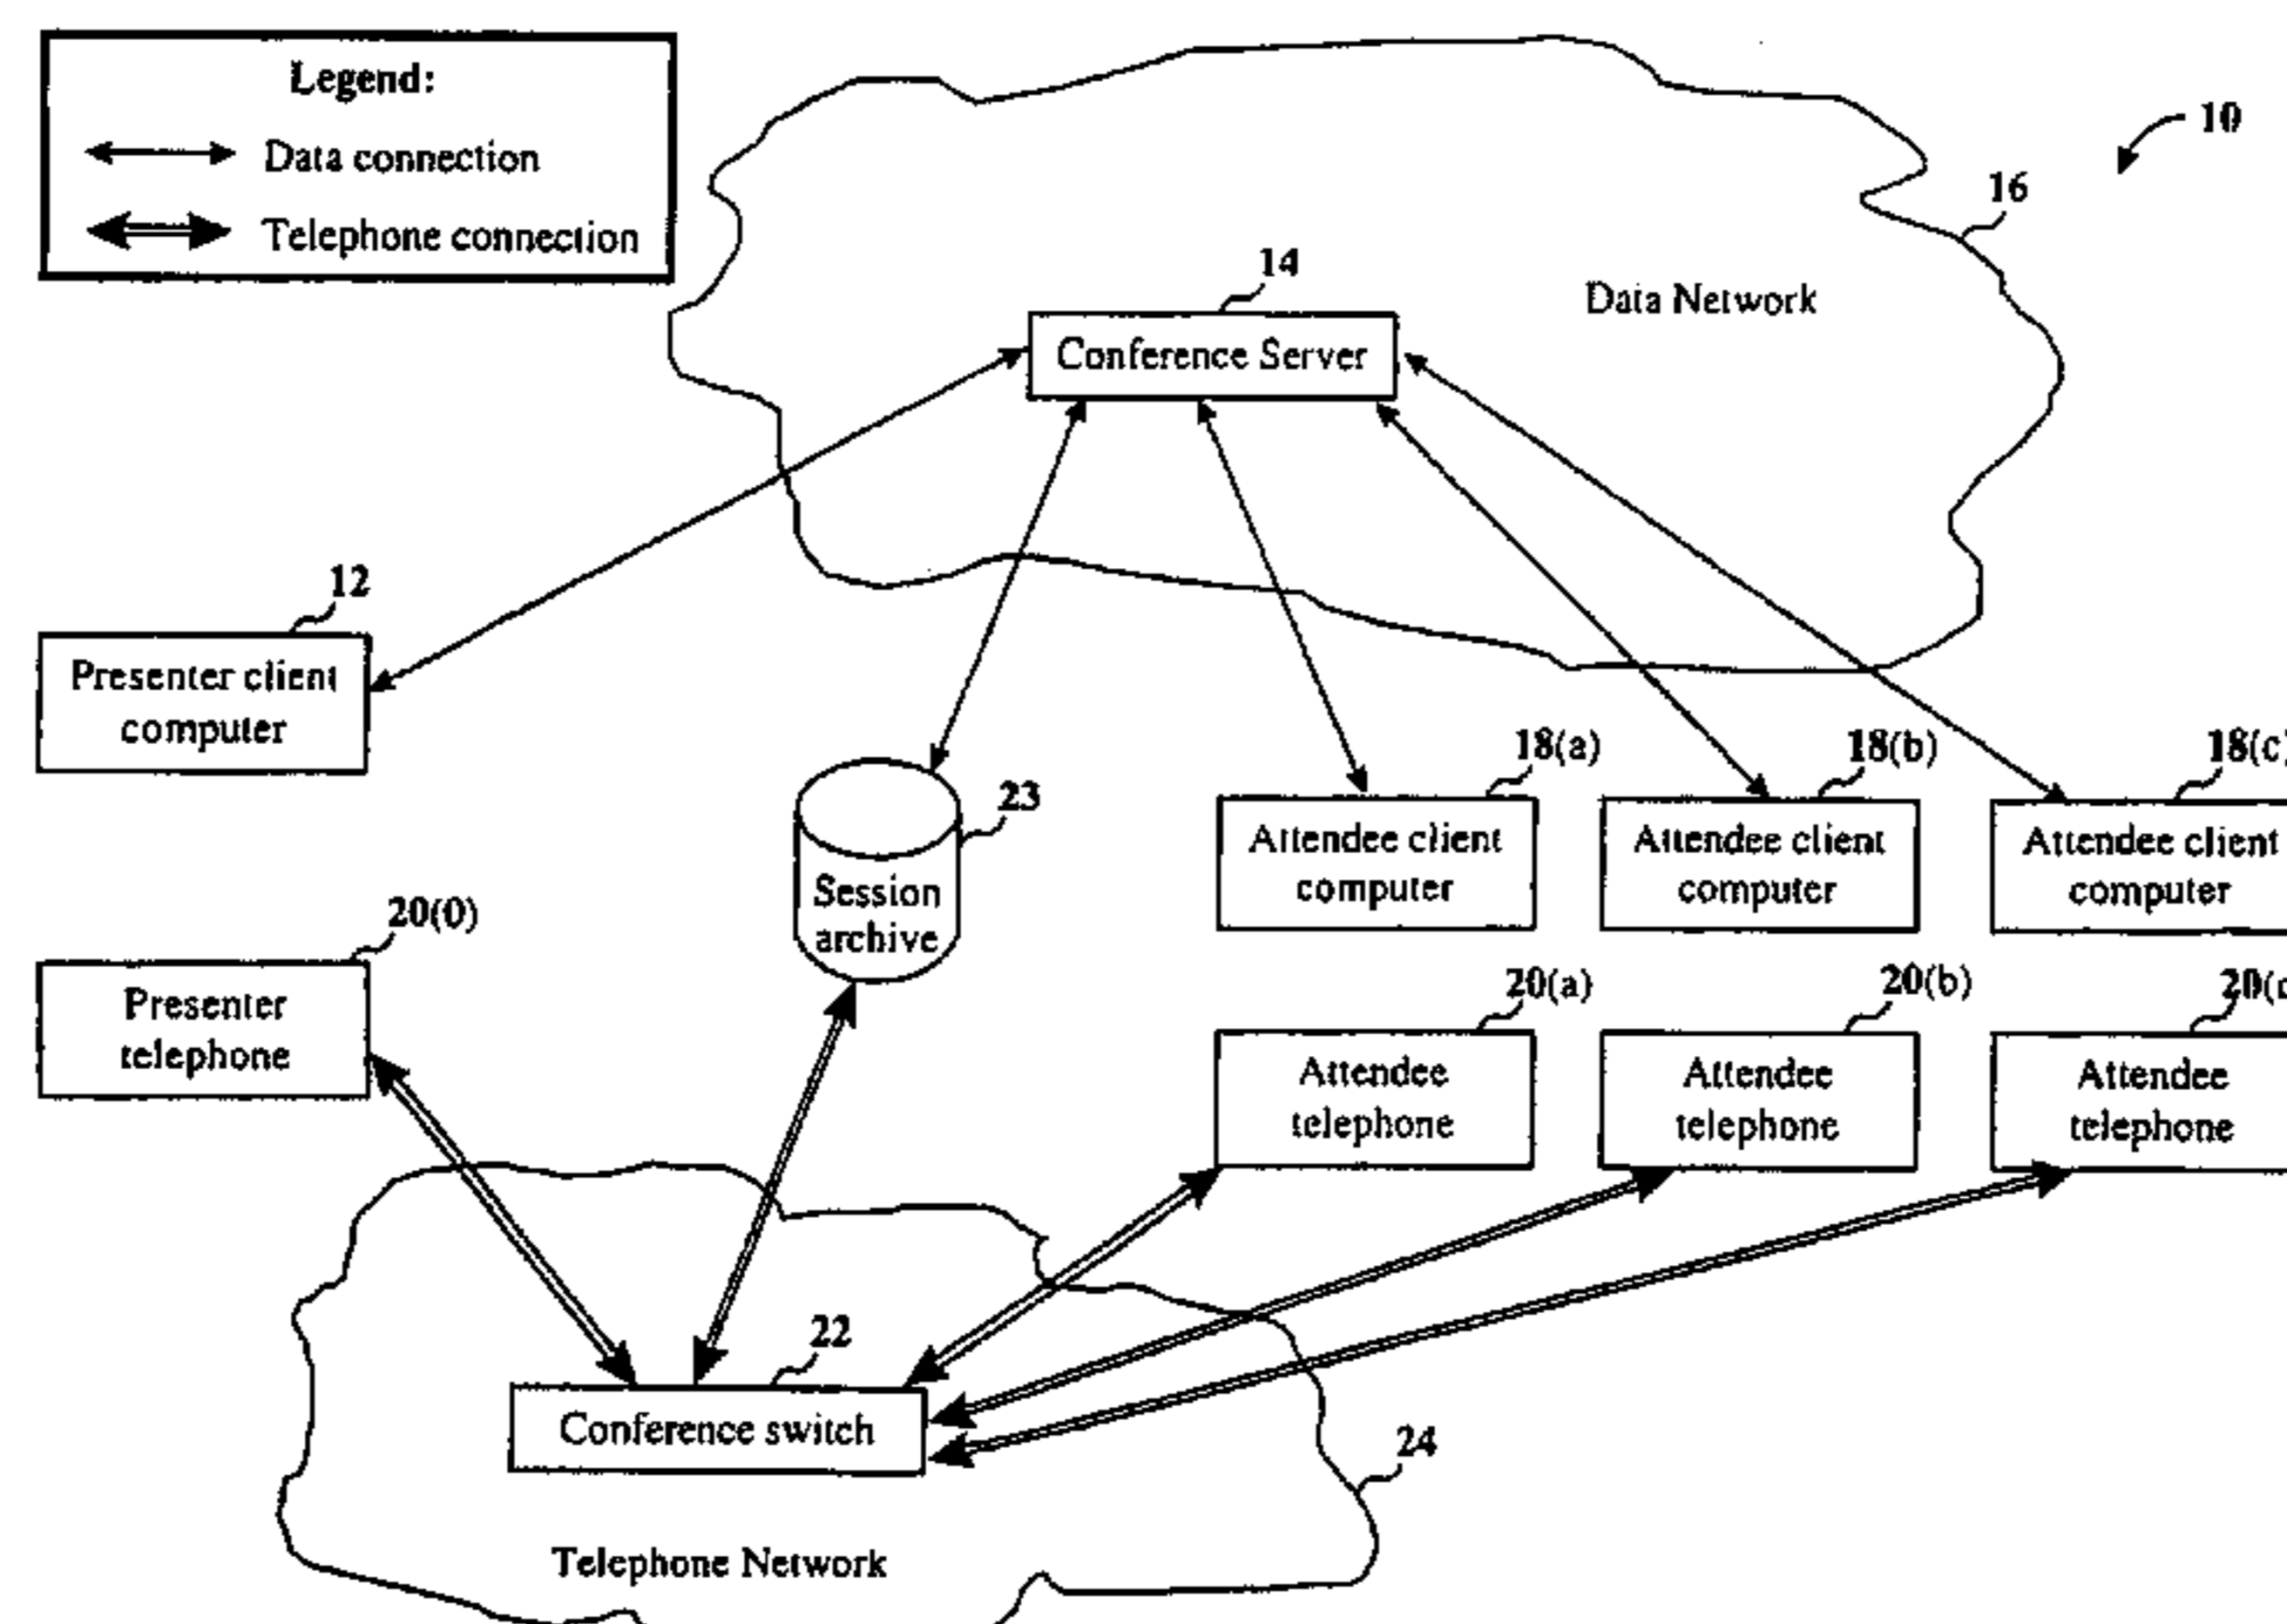 Legend:
Data connection
Telephone connection
10
16
14
Data Network
Conference Server
12
Presenter client
computer
18(a)
18(b)
18(c)
23
Attendee client
computer
Attendee client
computer
Attendee client
computer
Session
archive
20(0)
Presenter
telephone
20(a)
20(b)
20(c
Attendee
telephone
Attendee
telephone
Attendee
telephone
22
Conference switch
24
Telephone Network